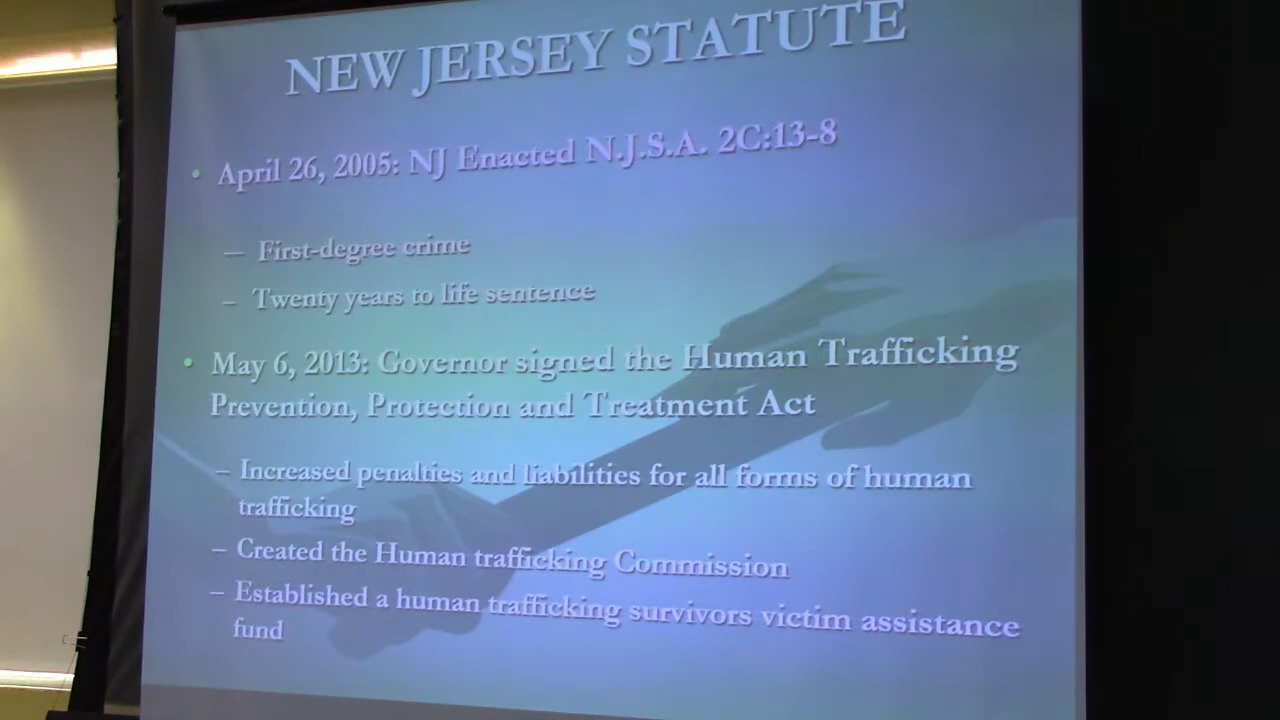 NEW JERSEY STATUTE
• April 26, 2005: NJ Enacted N.J.S.A. 2C:13-8
– First-degree crime
– Twenty years to life sentence
• May 6, 2013: Governor signed the Human Trafficking
Prevention, Protection and Treatment Act
– Increased penalties and liabilities for all forms of human
trafficking
– Created the Human trafficking Commission
– Established a human trafficking survivors victim assistance
fund